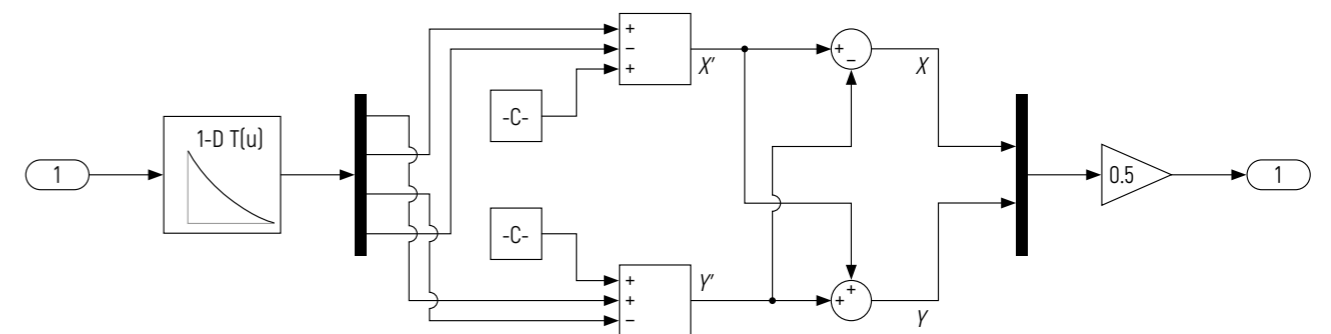 1
1-D T(u)
+
−
+
X′
-C-
-C-
+
+
−
Y′
+
−
X
+
+
Y
0.5
1